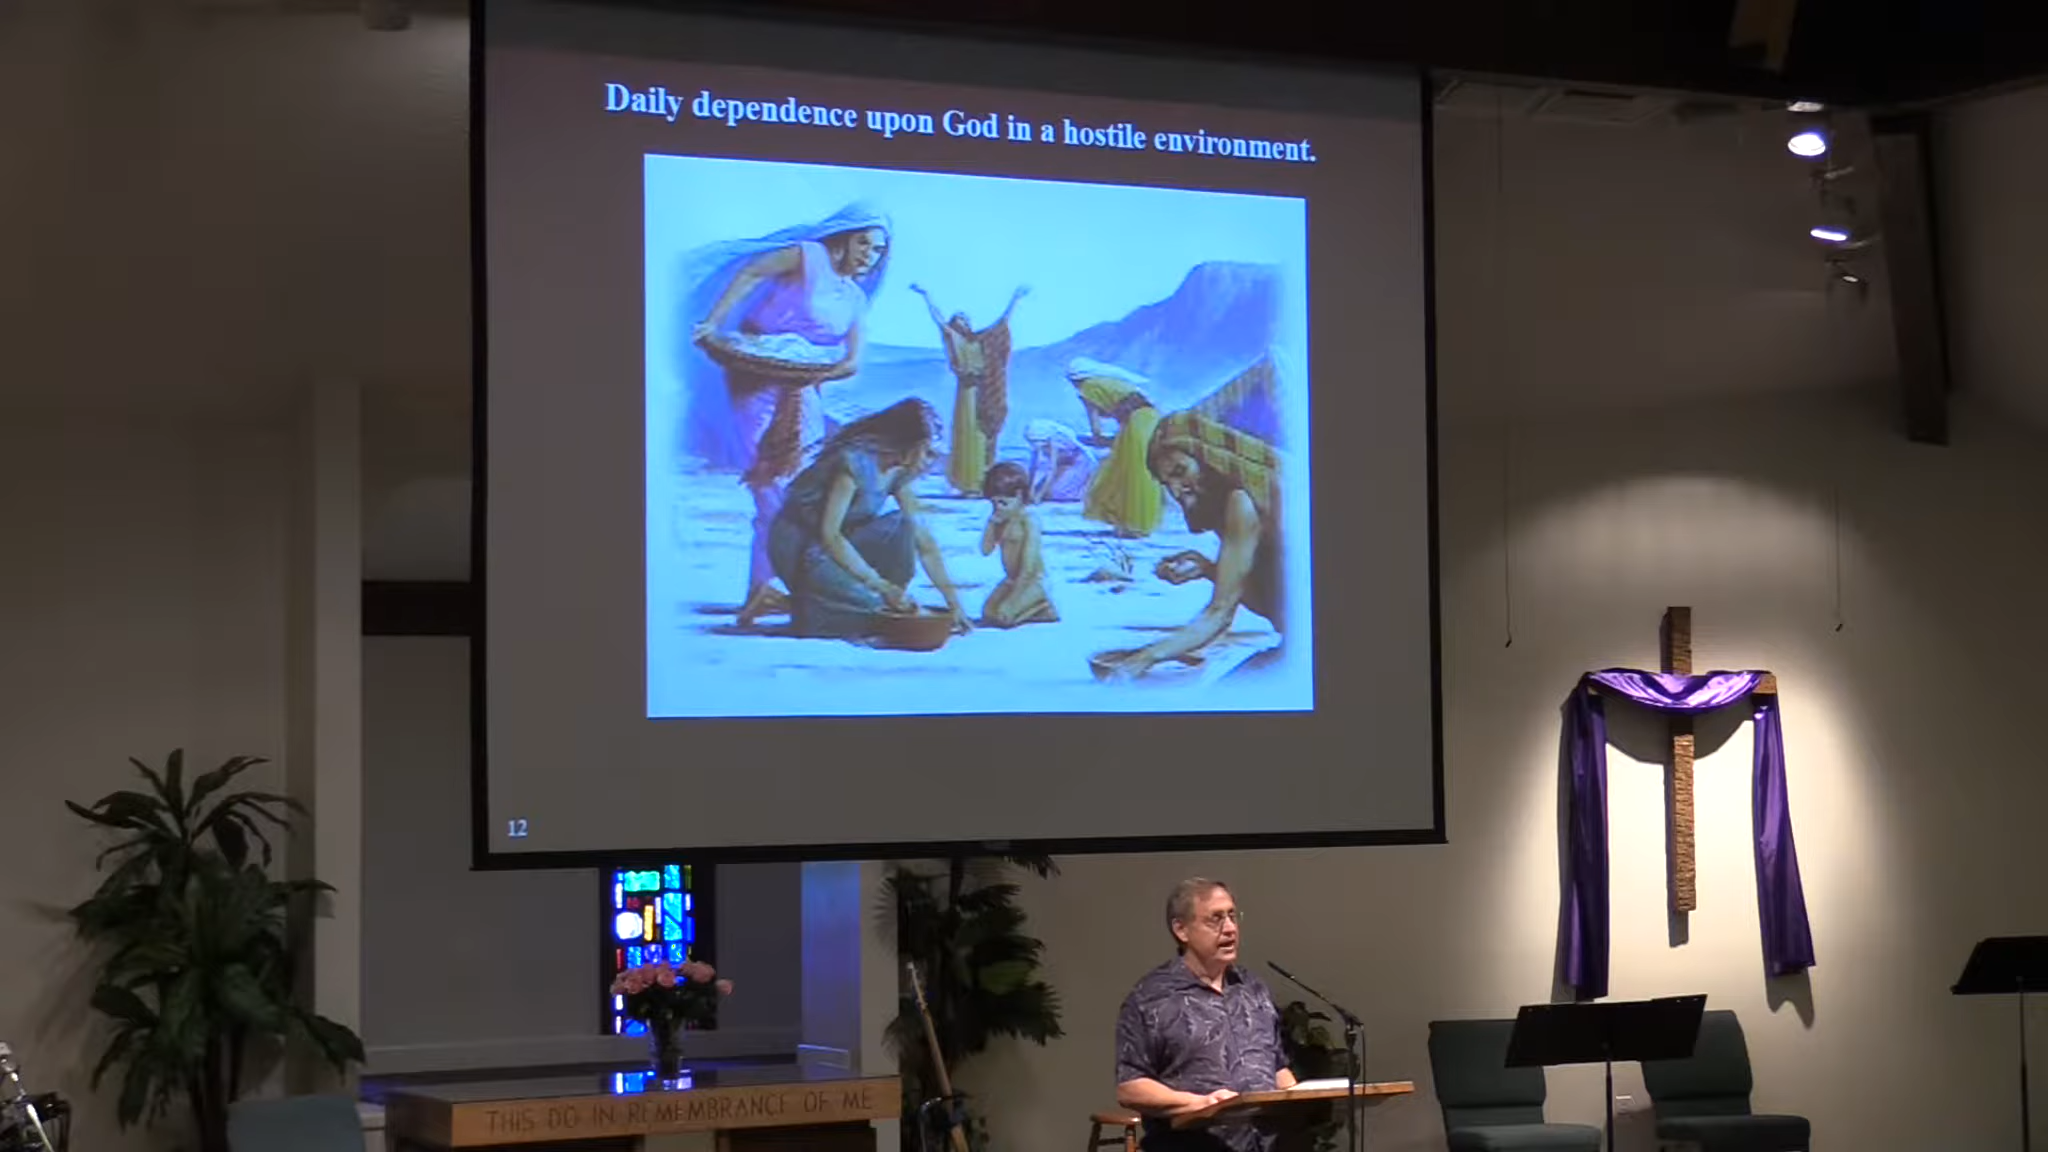 Daily dependence upon God in a hostile environment.
12
THIS DO IN REMEMBRANCE OF ME